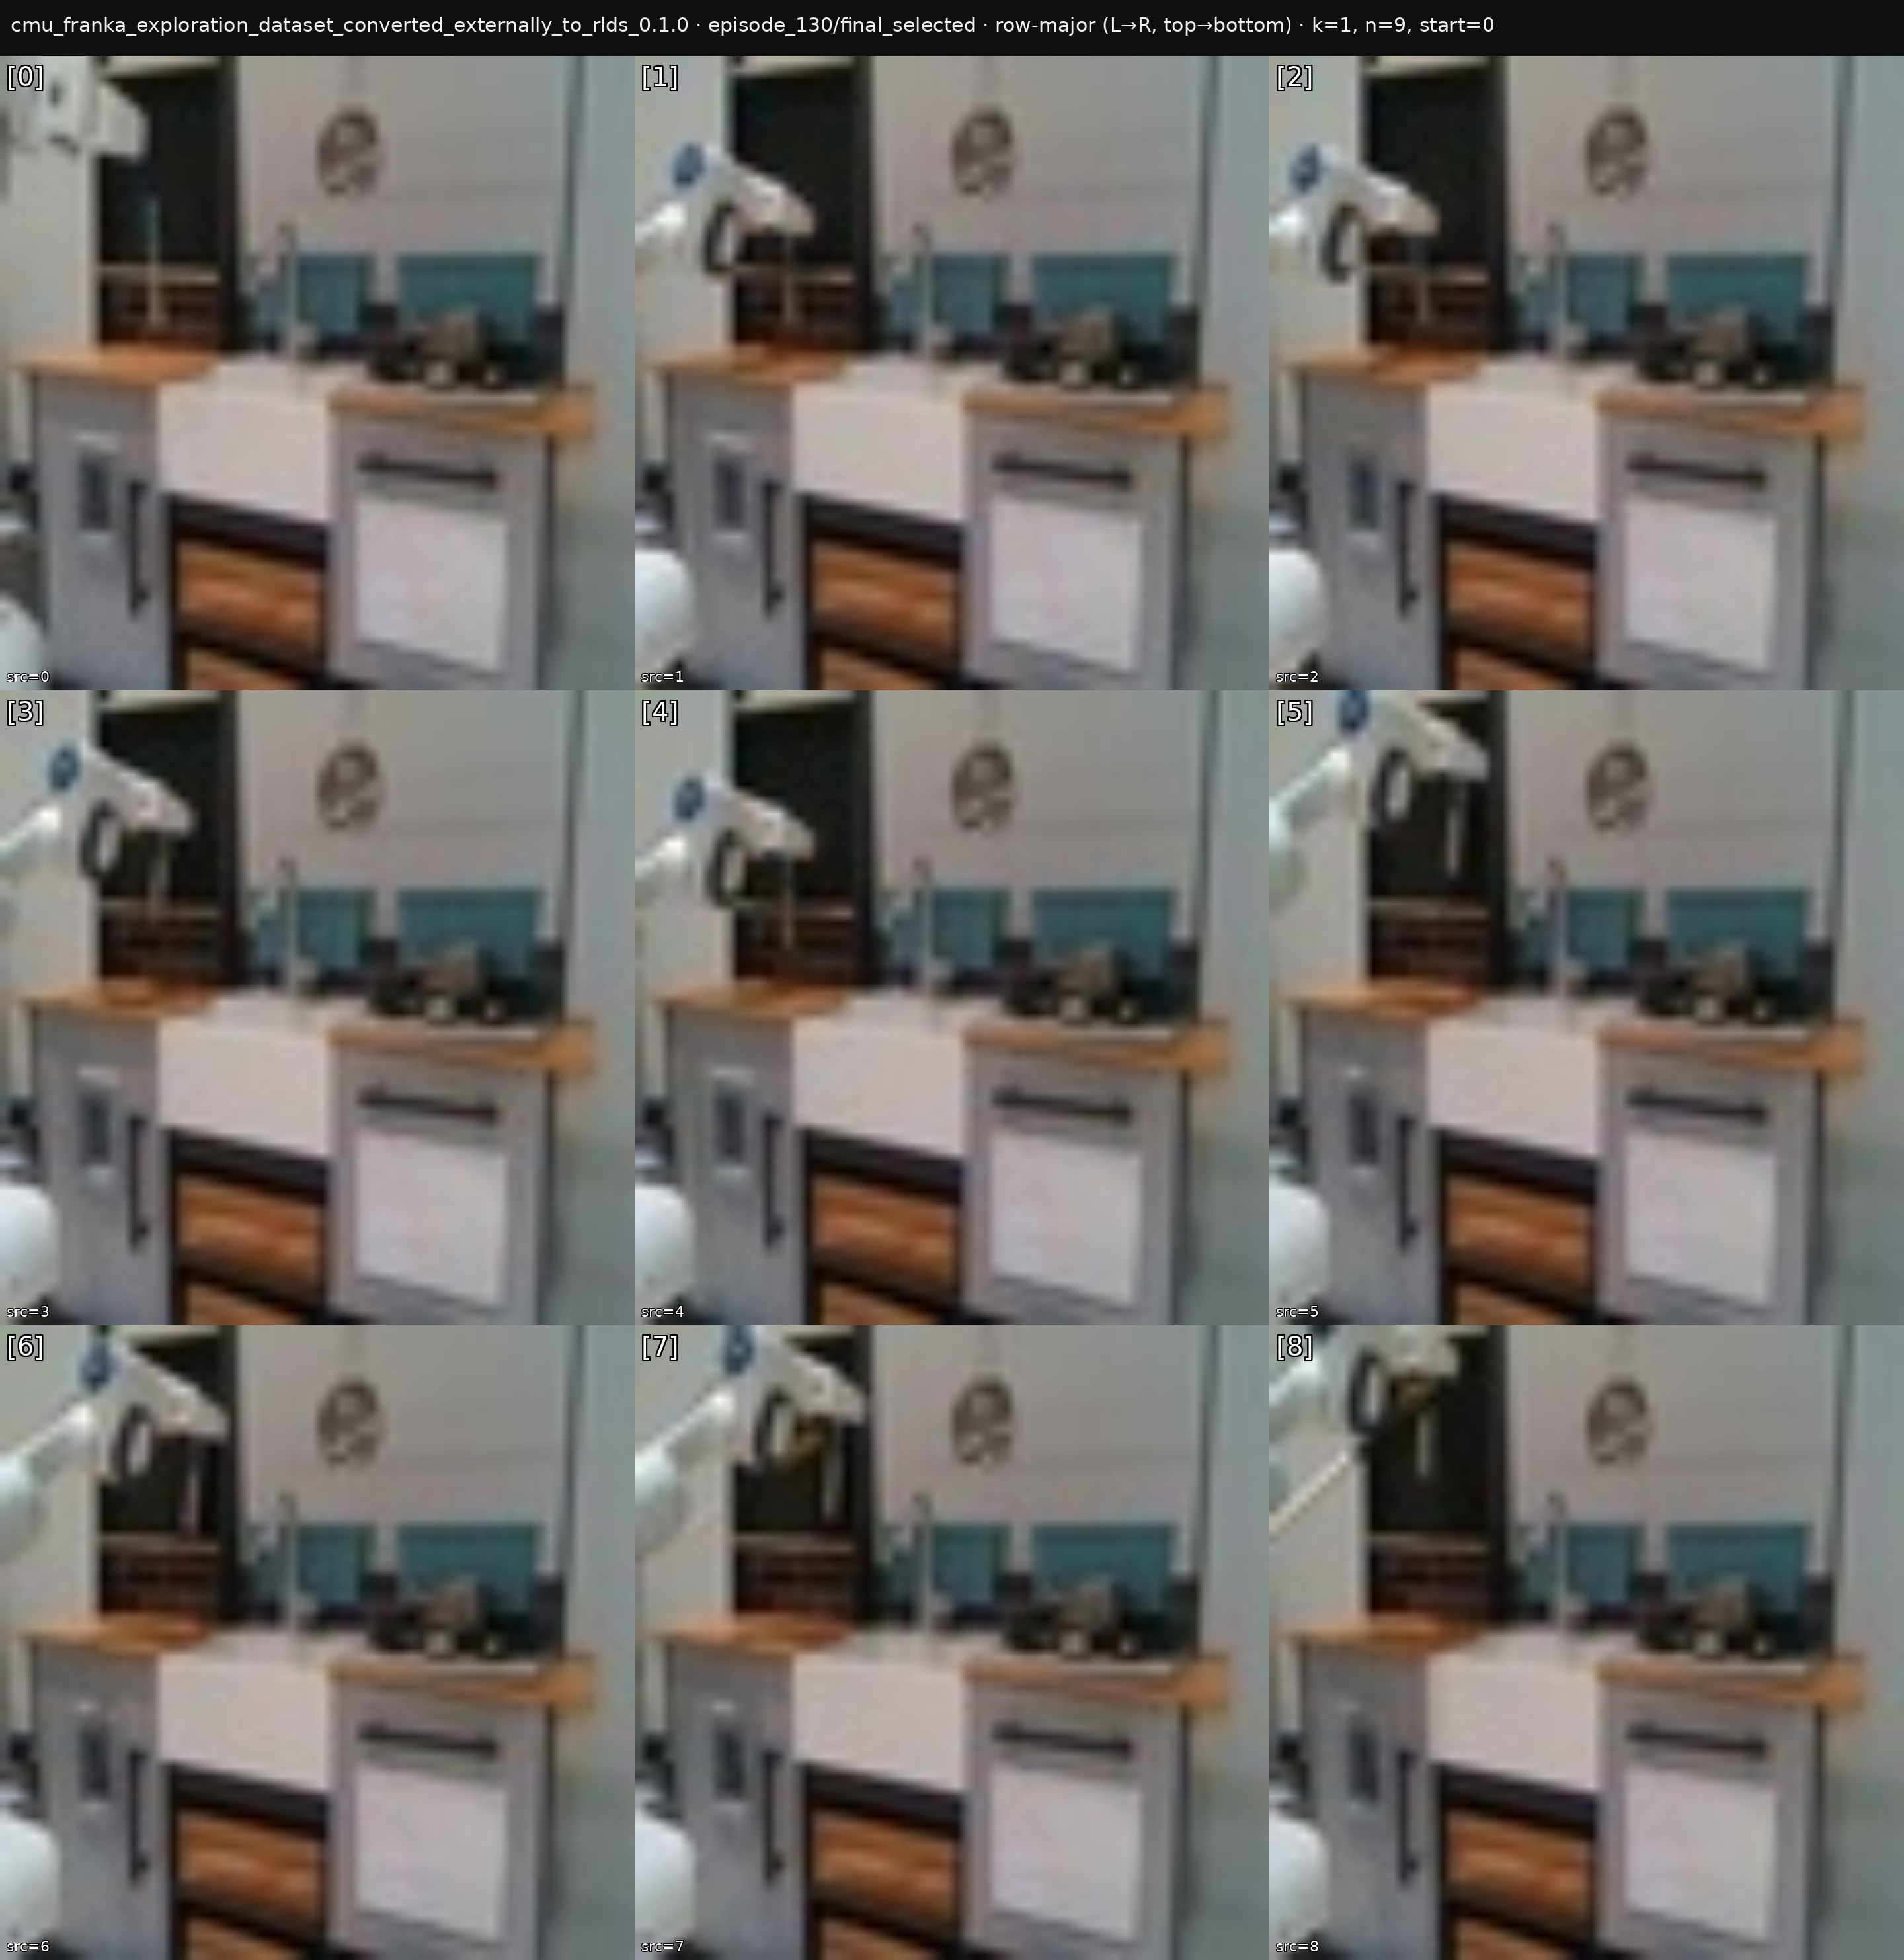 cmu_franka_exploration_dataset_converted_externally_to_rlds_0.1.0 · episode_130/final_selected · row-major (L→R, top→bottom) · k=1, n=9, start=0
[0]
[1]
[2]
src=0
src=1
src=2
[3]
[4]
[5]
src=3
src=4
src=5
[6]
[7]
[8]
src=6
src=7
src=8